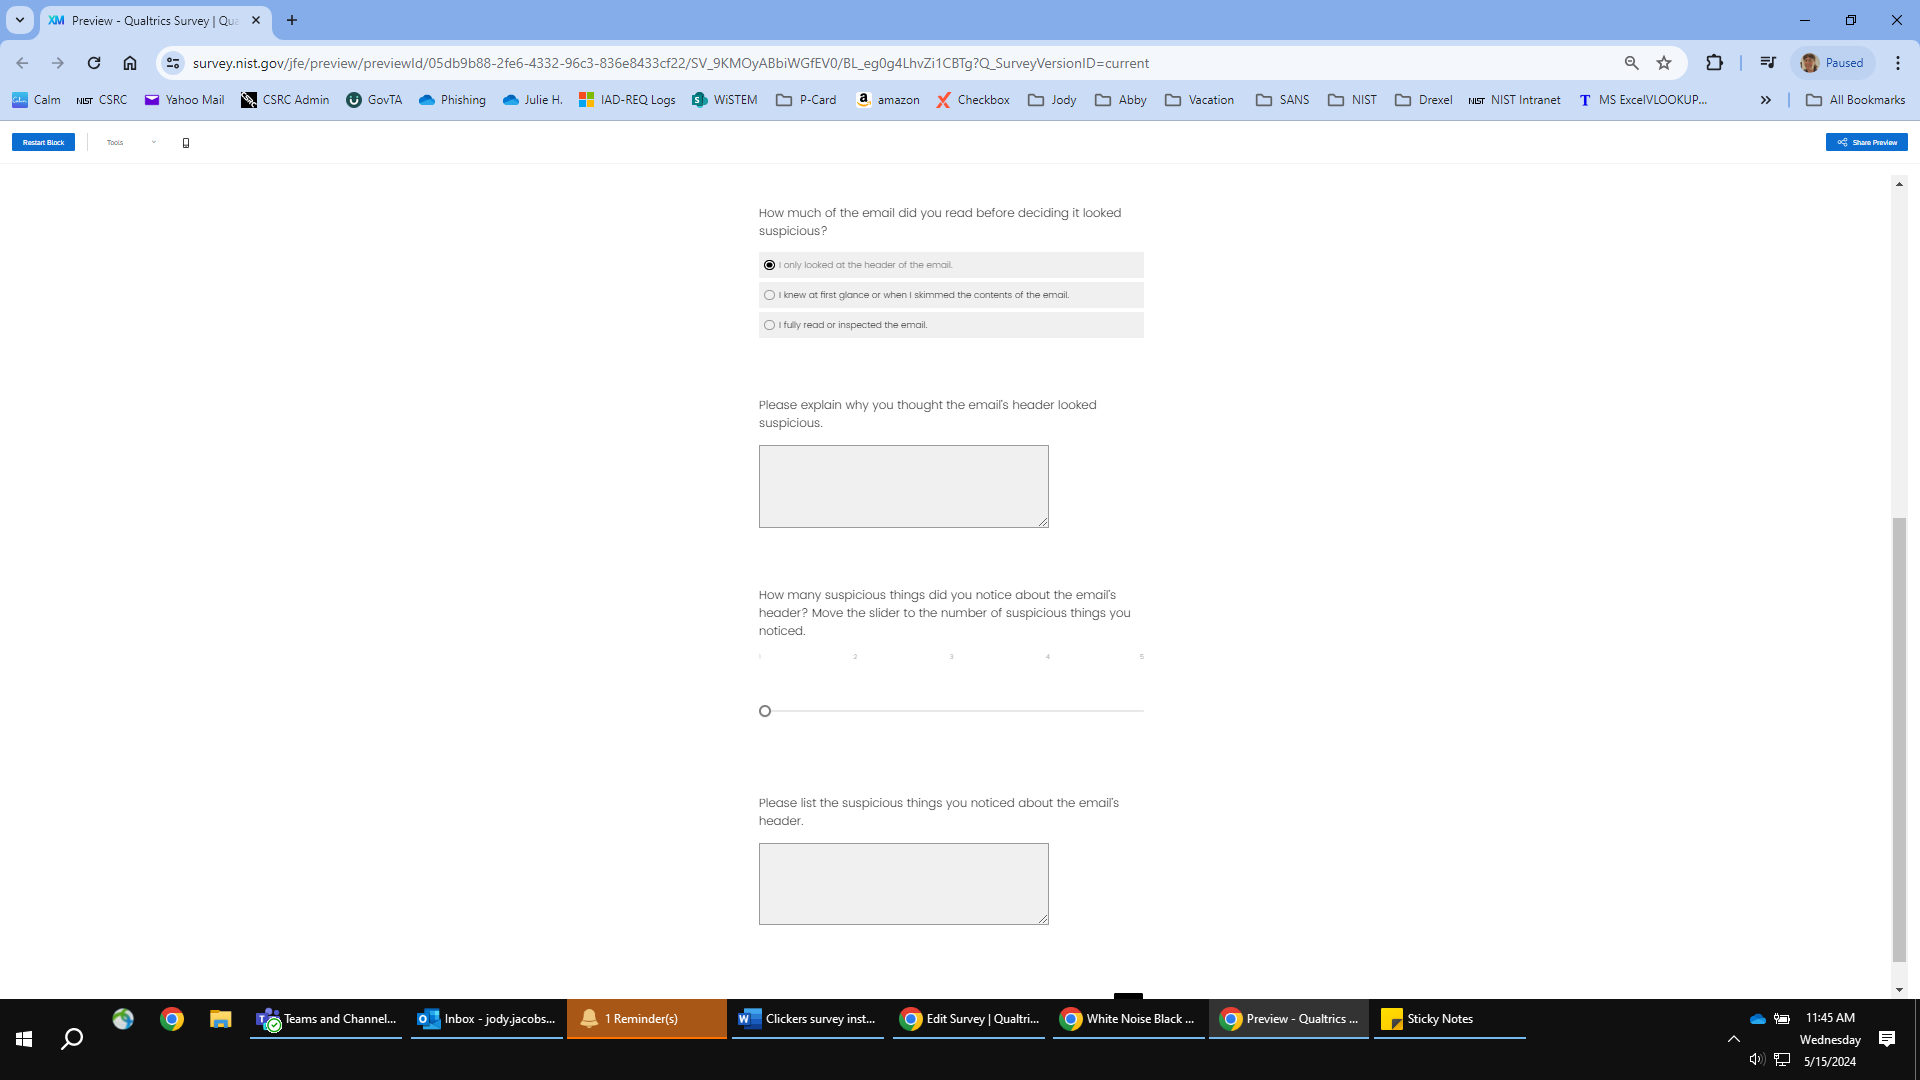 XM Preview - Qualtrics Survey | Qua
survey.nist.gov/jfe/preview/previewId/05db9b88-2fe6-4332-96c3-836e8433cf22/SV_9KMOyABbiWGfEV0/BL_eg0g4LhvZi1CBTg?Q_SurveyVersionID=current
Paused
Calm NIST CSRC Yahoo Mail CSRC Admin GovTA Phishing Julie H. IAD-REQ Logs WiSTEM P-Card amazon Checkbox Jody Abby Vacation SANS NIST Drexel NIST NIST Intranet T MS ExcelVLOOKUP... All Bookmarks
Restart Block Tools Share Preview
How much of the email did you read before deciding it looked
suspicious?
I only looked at the header of the email.
I knew at first glance or when I skimmed the contents of the email.
I fully read or inspected the email.
Please explain why you thought the email's header looked
suspicious.
How many suspicious things did you notice about the email's
header? Move the slider to the number of suspicious things you
noticed.
1 2 3 4 5
Please list the suspicious things you noticed about the email's
header.
Teams and Channel... Inbox - jody.jacobs... 1 Reminder(s) Clickers survey inst... Edit Survey | Qualtri... White Noise Black ... Preview - Qualtrics ... Sticky Notes
11:45 AM
Wednesday
5/15/2024